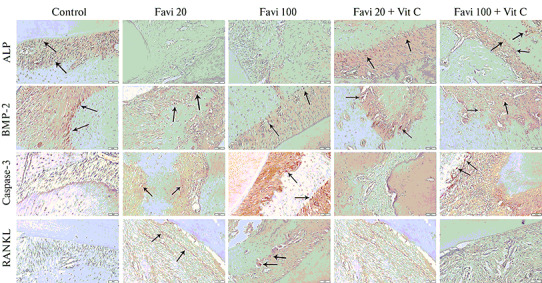 Control Favi 20 Favi 100 Favi 20 + Vit C Favi 100 + Vit C
ALP
BMP-2
Caspase-3
RANKL